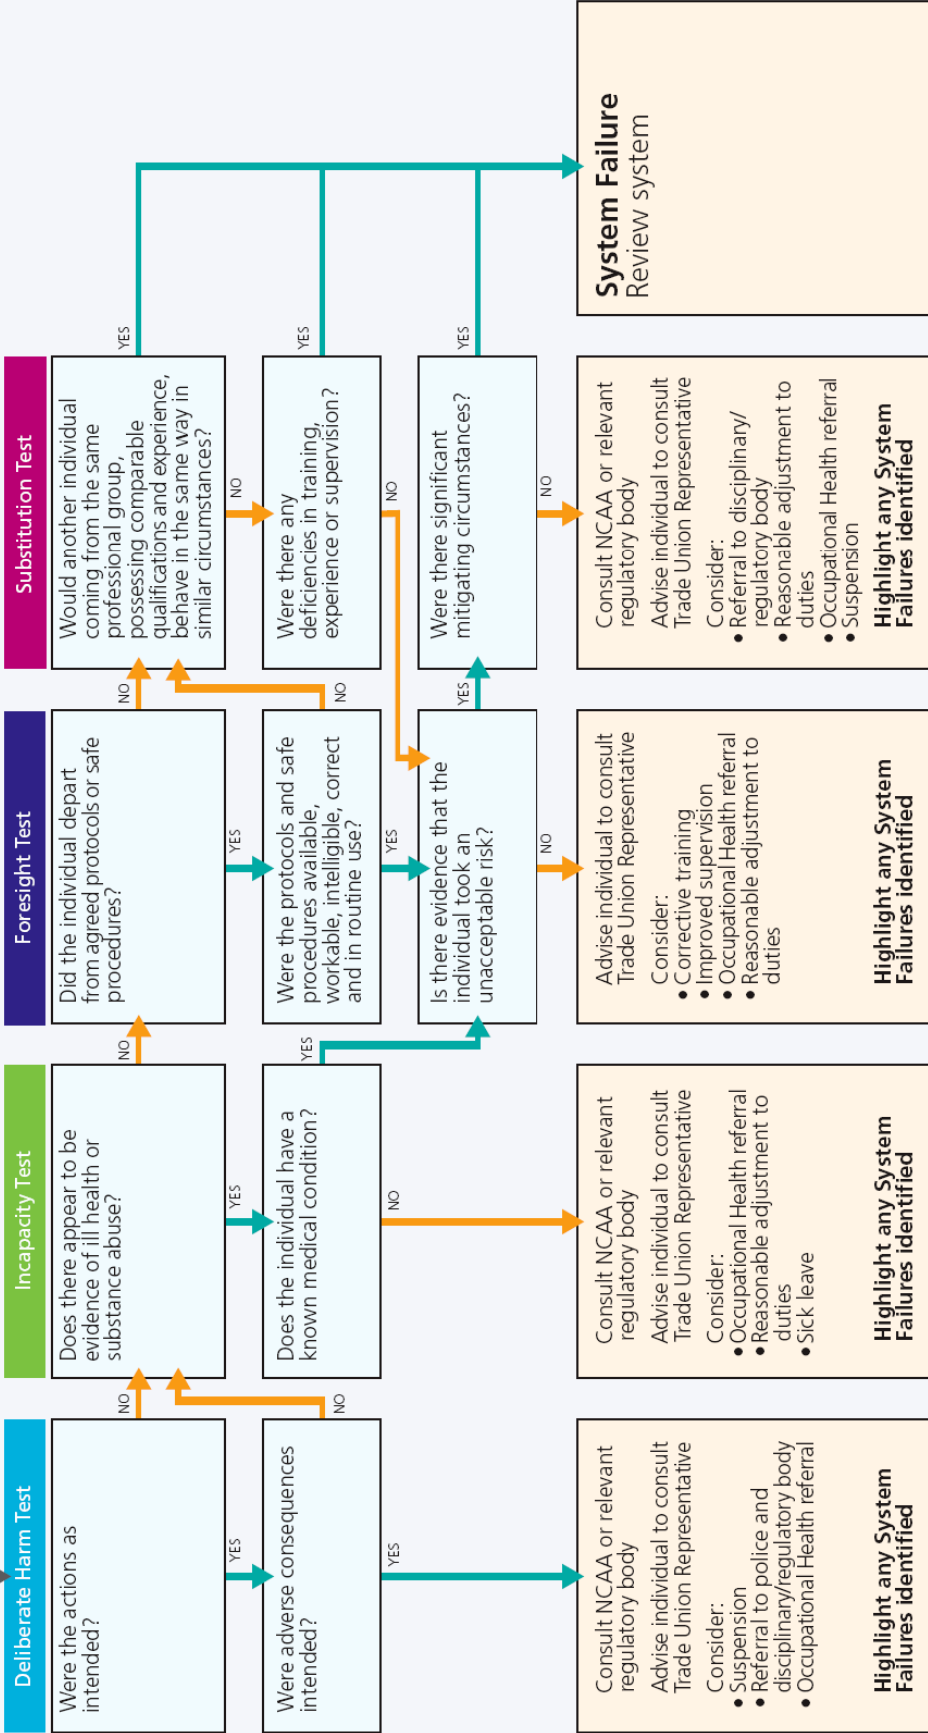 Deliberate Harm Test
Were the actions as
intended?
NO
YES
Were adverse consequences
intended?
NO
YES
Consult NCAA or relevant
regulatory body
Advise individual to consult
Trade Union Representative
Consider:
• Suspension
• Referral to police and
disciplinary/regulatory body
• Occupational Health referral
Highlight any System
Failures identified
Incapacity Test
Does there appear to be
evidence of ill health or
substance abuse?
NO
YES
Does the individual have a
known medical condition?
YES
NO
Consult NCAA or relevant
regulatory body
Advise individual to consult
Trade Union Representative
Consider:
• Occupational Health referral
• Reasonable adjustment to
duties
• Sick leave
Highlight any System
Failures identified
Foresight Test
Did the individual depart
from agreed protocols or safe
procedures?
NO
YES
Were the protocols and safe
procedures available,
workable, intelligible, correct
and in routine use?
NO
YES
Is there evidence that the
individual took an
unacceptable risk?
YES
NO
Advise individual to consult
Trade Union Representative
Consider:
• Corrective training
• Improved supervision
• Occupational Health referral
• Reasonable adjustment to
duties
Highlight any System
Failures identified
Substitution Test
Would another individual
coming from the same
professional group,
possessing comparable
qualifications and experience,
behave in the same way in
similar circumstances?
YES
NO
Were there any
deficiencies in training,
experience or supervision?
YES
NO
Were there significant
mitigating circumstances?
YES
NO
Consult NCAA or relevant
regulatory body
Advise individual to consult
Trade Union Representative
Consider:
• Referral to disciplinary/
regulatory body
• Reasonable adjustment to
duties
• Occupational Health referral
• Suspension
Highlight any System
Failures identified
System Failure
Review system